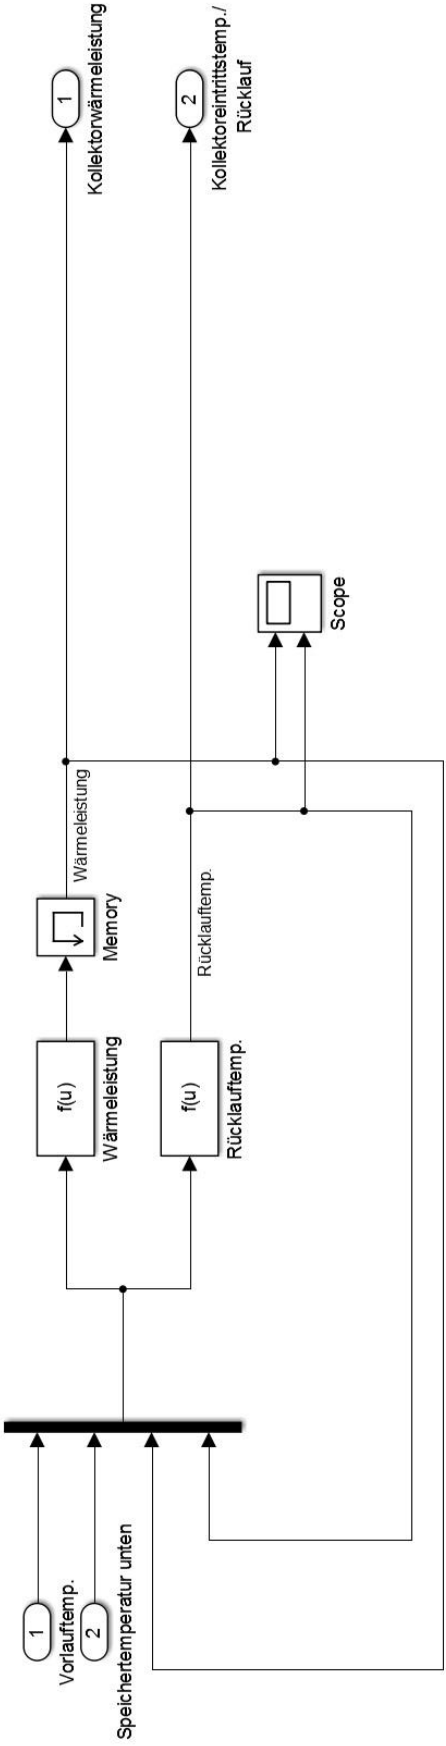 1
Vorlauftemp.
2
Speichertemperatur unten
f(u)
Wärmeleistung
f(u)
Rücklauftemp.
Memory
Wärmeleistung
Rücklauftemp.
Scope
1
Kollektorwärmeleistung
2
Kollektoreintrittstemp./
Rücklauf